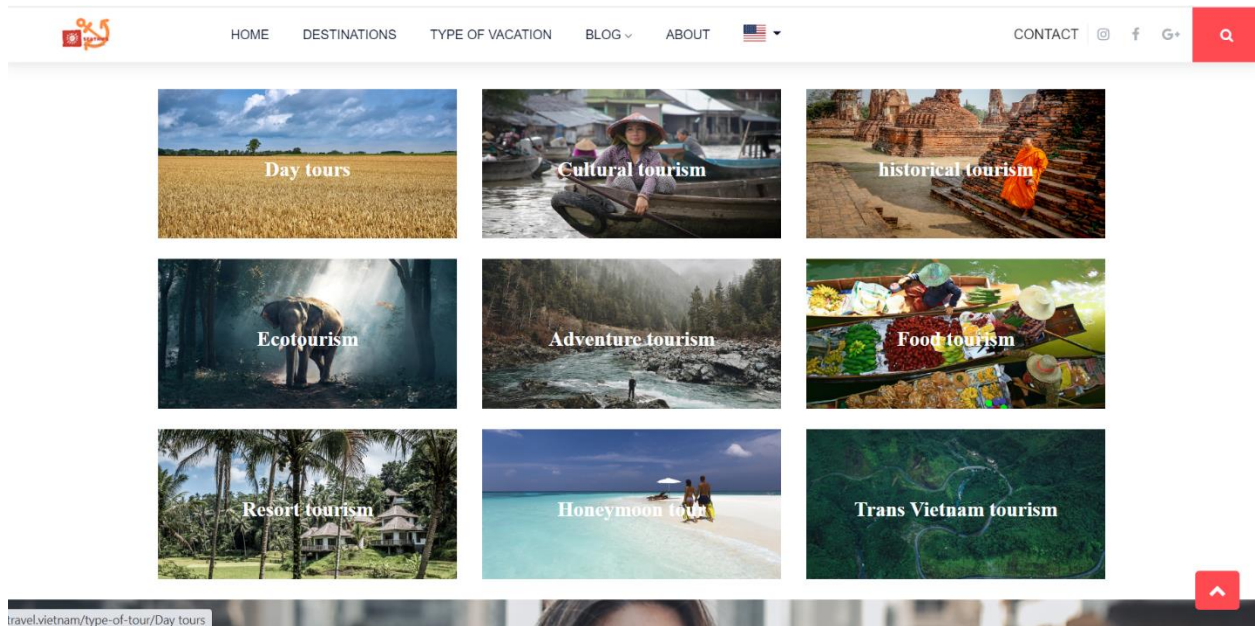 HOME DESTINATIONS TYPE OF VACATION BLOG ABOUT CONTACT G+
Day tours Cultural tourism historical tourism
Ecotourism Adventure tourism Food tourism
Resort tourism Honeymoon tour Trans Vietnam tourism
travel.vietnam/type-of-tour/Day tours